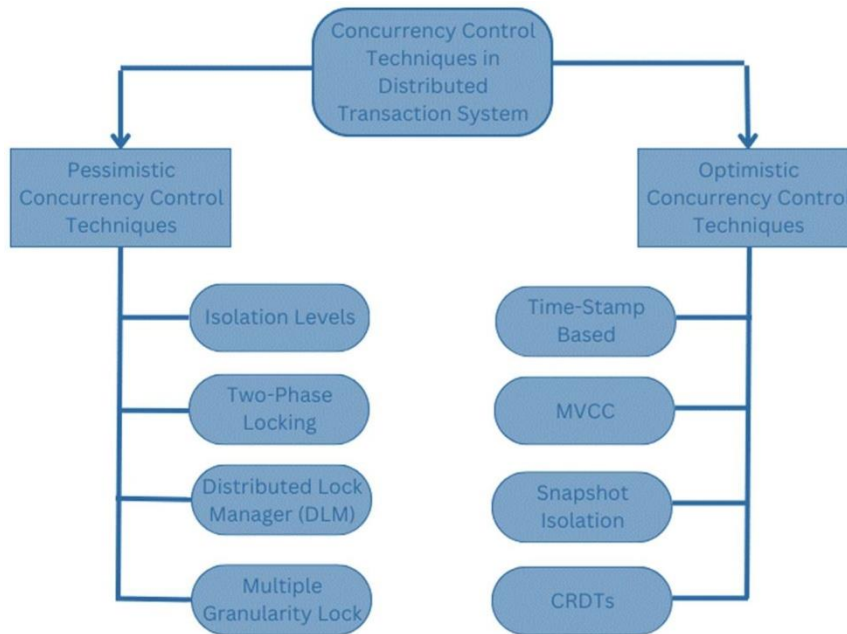 Concurrency Control
Techniques in
Distributed
Transaction System
Pessimistic
Concurrency Control
Techniques
Optimistic
Concurrency Control
Techniques
Isolation Levels
Time-Stamp
Based
Two-Phase
Locking
MVCC
Distributed Lock
Manager (DLM)
Snapshot
Isolation
Multiple
Granularity Lock
CRDTs